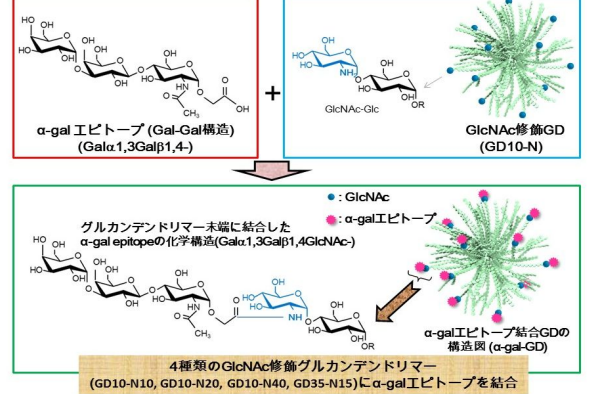 α-gal エピトープ (Gal-Gal構造)
(Galα1,3Galβ1,4-)
+
GlcNAc-Glc
GlcNAc修飾GD
(GD10-N)
グルカンデンドリマー末端に結合した
α-gal epitopeの化学構造(Galα1,3Galβ1,4GlcNAc-)
: GlcNAc
: α-galエピトープ
α-galエピトープ結合GDの
構造図 (α-gal-GD)
4種類のGlcNAc修飾グルカンデンドリマー
(GD10-N10, GD10-N20, GD10-N40, GD35-N15)にα-galエピトープを結合